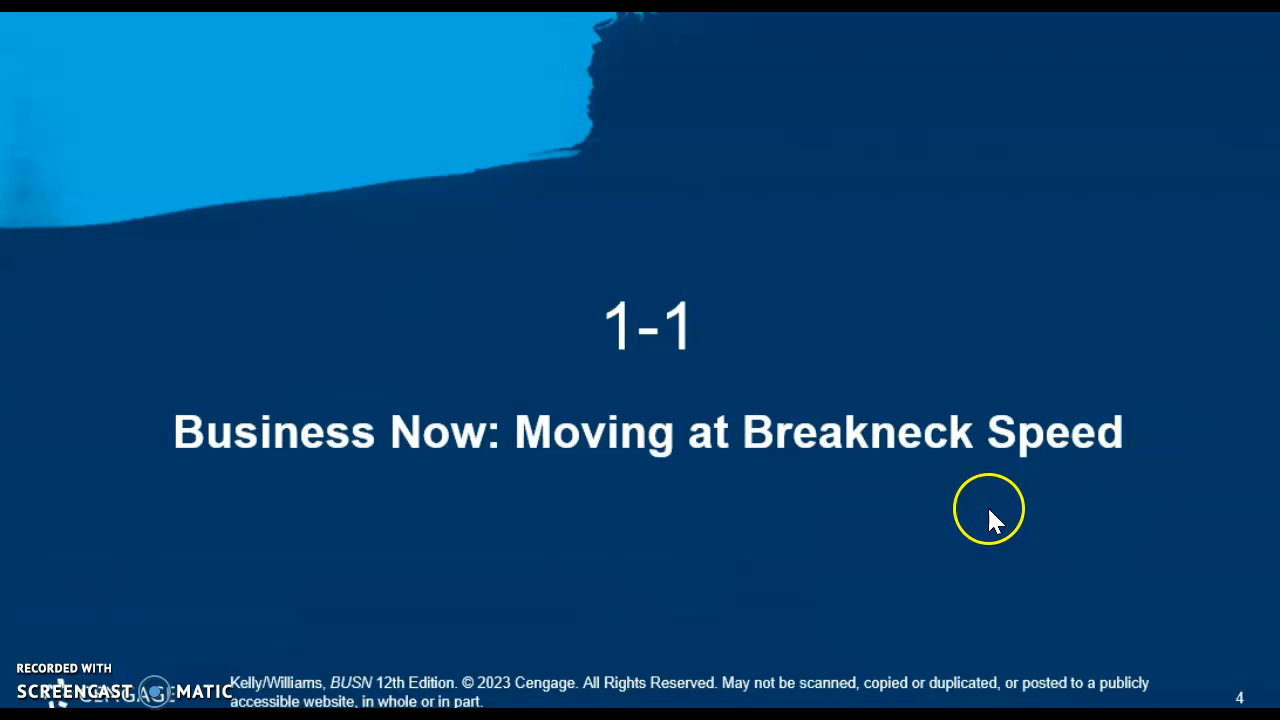 1-1
Business Now: Moving at Breakneck Speed
RECORDED WITH
SCREENCAST MATIC
Kelly/Williams, BUSN 12th Edition. © 2023 Cengage. All Rights Reserved. May not be scanned, copied or duplicated, or posted to a publicly
accessible website, in whole or in part.
4